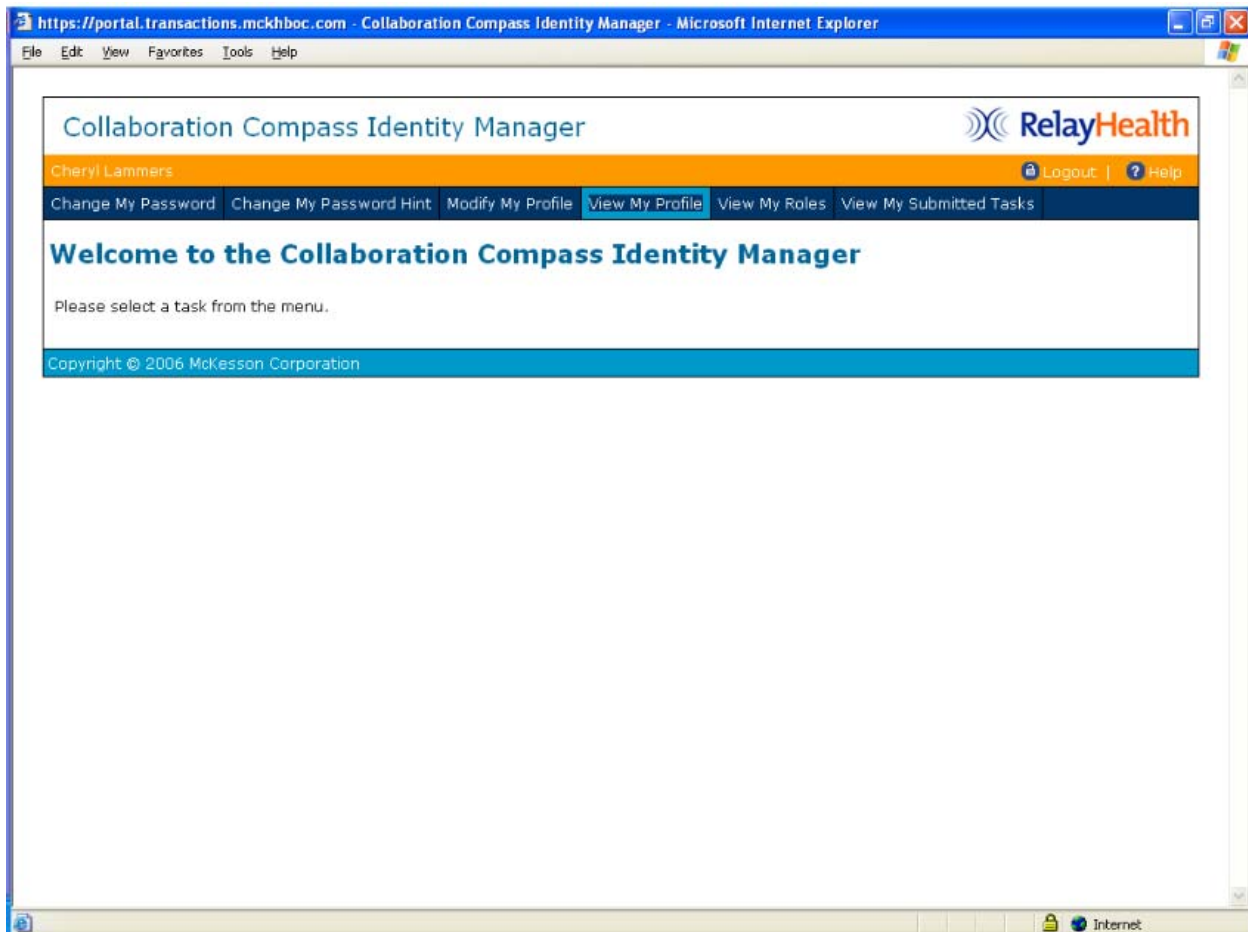 https://portal.transactions.mckhboc.com - Collaboration Compass Identity Manager - Microsoft Internet Explorer
File Edit View Favorites Tools Help
Collaboration Compass Identity Manager
RelayHealth
Cheryl Lammers
Logout | ? Help
Change My Password Change My Password Hint Modify My Profile View My Profile View My Roles View My Submitted Tasks
Welcome to the Collaboration Compass Identity Manager
Please select a task from the menu.
Copyright © 2006 McKesson Corporation
Internet